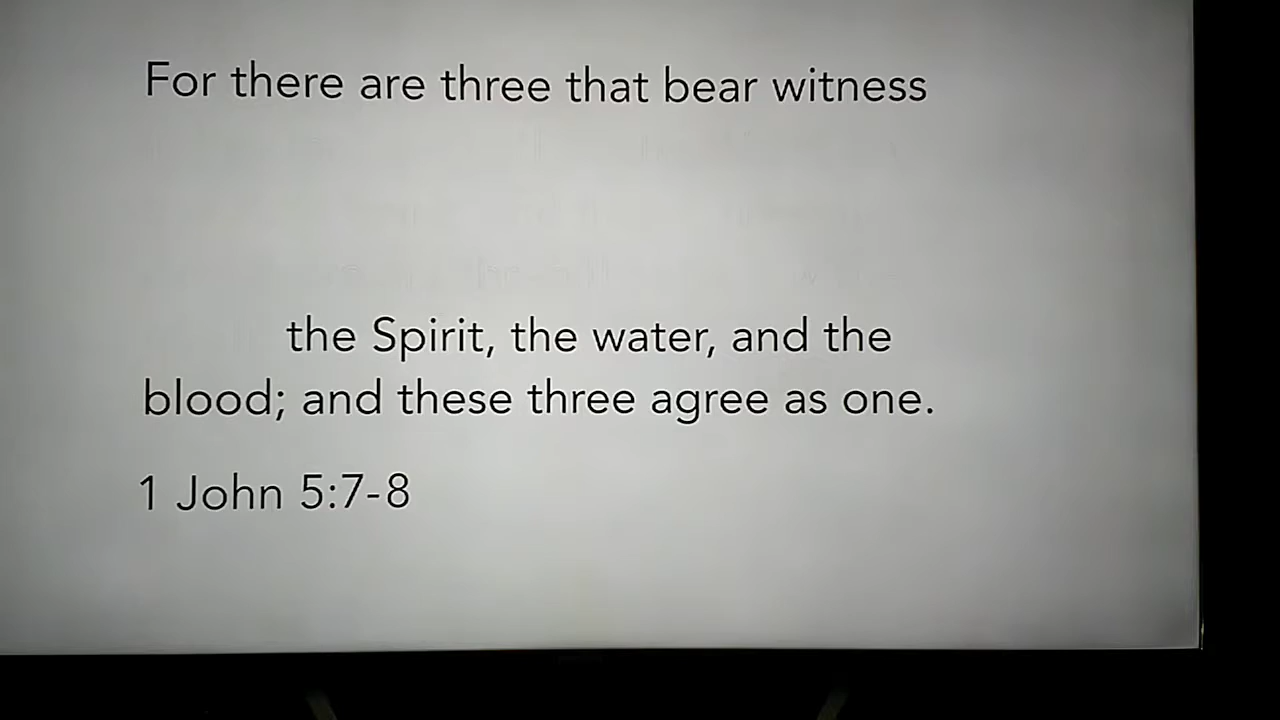 For there are three that bear witness
the Spirit, the water, and the
blood; and these three agree as one.
1 John 5:7-8